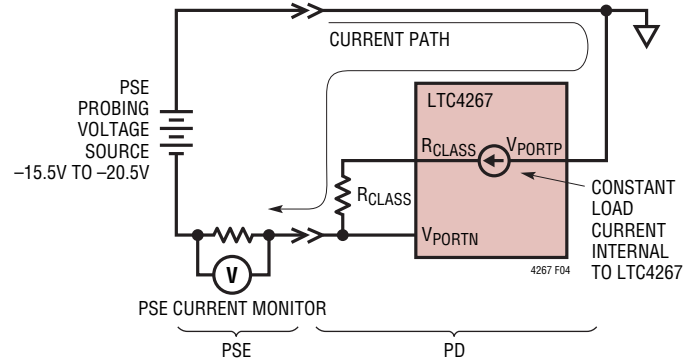 CURRENT PATH
PSE
PROBING
VOLTAGE
SOURCE
–15.5V TO –20.5V
LTC4267
RCLASS
VPORTP
RCLASS
VPORTN
CONSTANT
LOAD
CURRENT
INTERNAL
TO LTC4267
4267 F04
V
PSE CURRENT MONITOR
PSE
PD